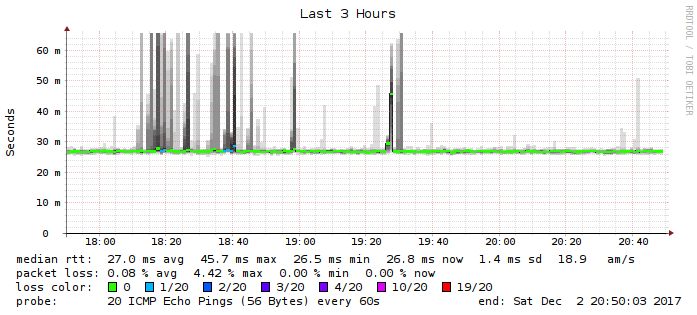 Last 3 Hours
RRDTOOL / TOBI OETIKER
Seconds
60 m
50 m
40 m
30 m
20 m
10 m
0
18:00 18:20 18:40 19:00 19:20 19:40 20:00 20:20 20:40
median rtt: 27.0 ms avg 45.7 ms max 26.5 ms min 26.8 ms now 1.4 ms sd 18.9 am/s
packet loss: 0.08 % avg 4.42 % max 0.00 % min 0.00 % now
loss color: 0 1/20 2/20 3/20 4/20 10/20 19/20
probe: 20 ICMP Echo Pings (56 Bytes) every 60s end: Sat Dec 2 20:50:03 2017